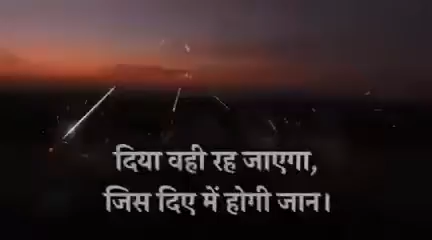 दिया वही रह जाएगा,
जिस दिए में होगी जान।